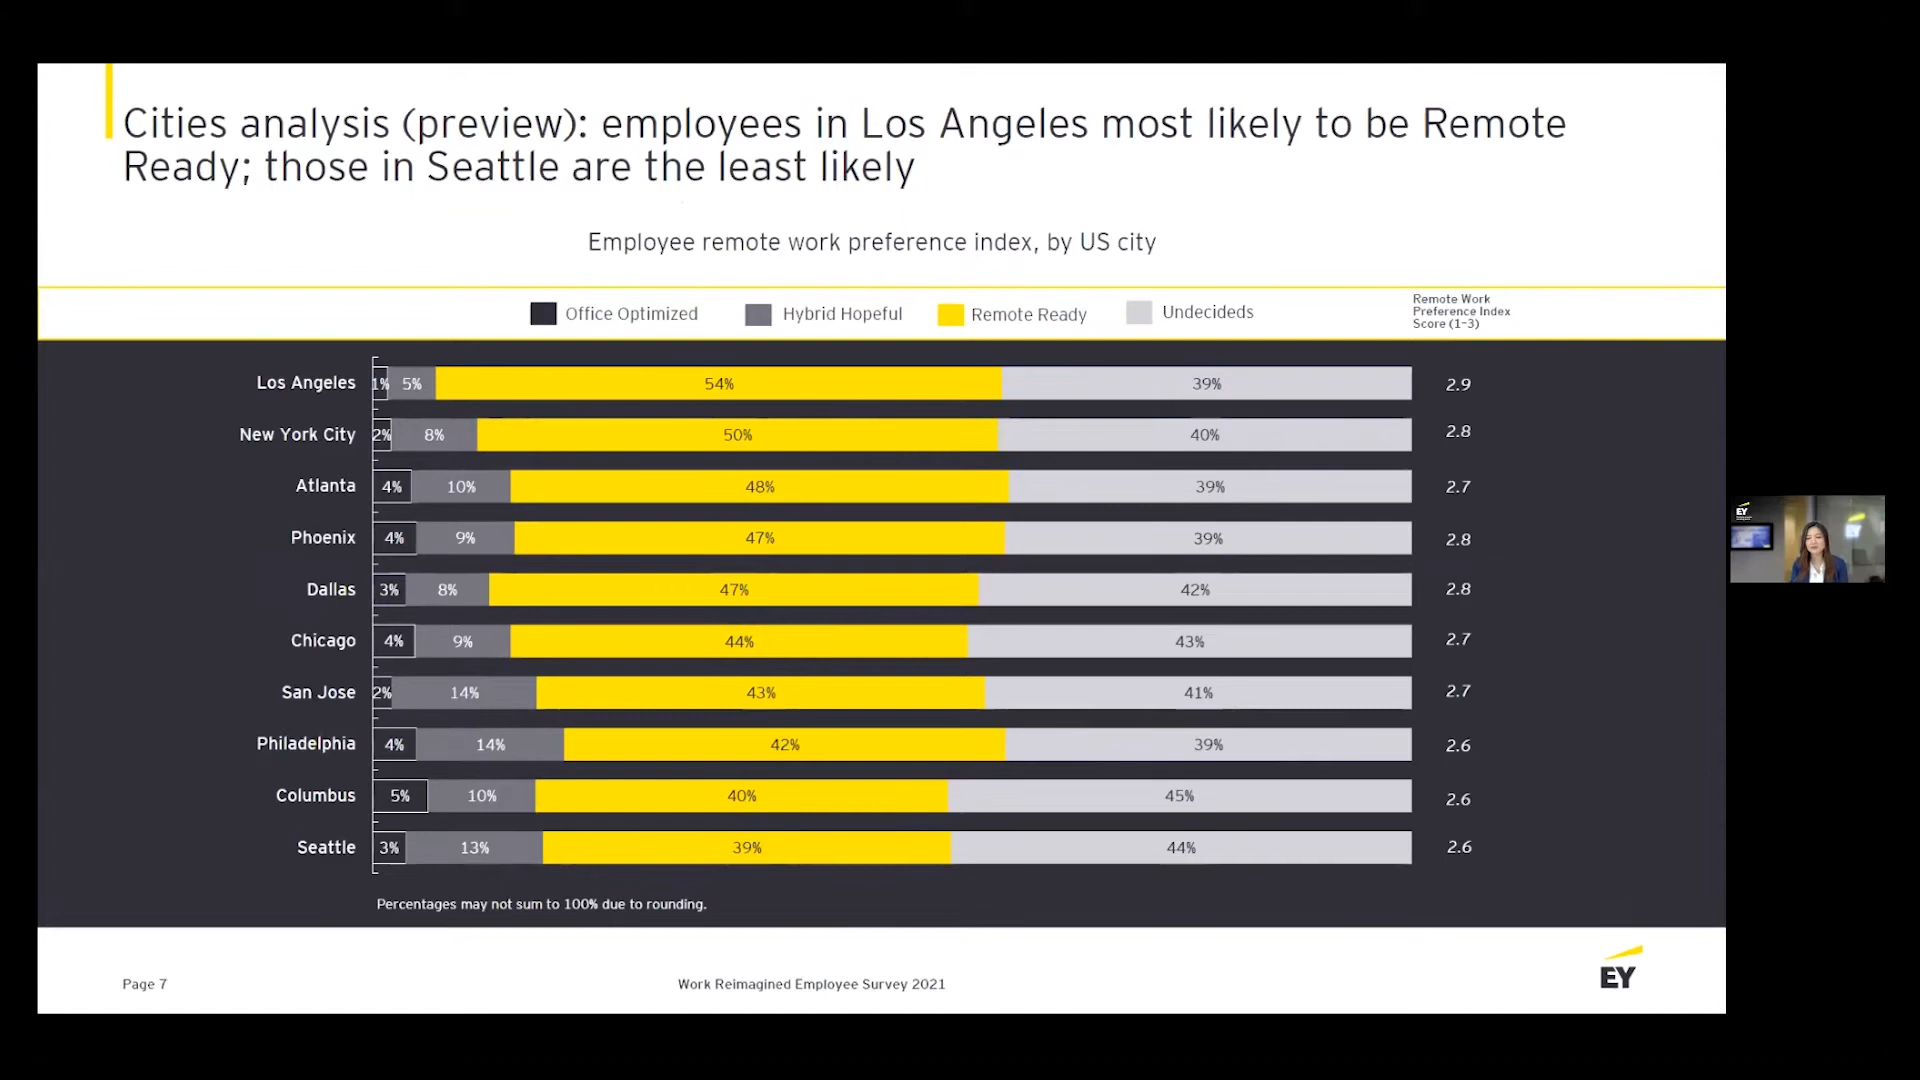 Cities analysis (preview): employees in Los Angeles most likely to be Remote
Ready; those in Seattle are the least likely
Employee remote work preference index, by US city
Office Optimized Hybrid Hopeful Remote Ready Undecideds
Remote Work
Preference Index
Score (1-3)
Los Angeles 1% 5% 54% 39% 2.9
New York City 2% 8% 50% 40% 2.8
Atlanta 4% 10% 48% 39% 2.7
Phoenix 4% 9% 47% 39% 2.8
Dallas 3% 8% 47% 42% 2.8
Chicago 4% 9% 44% 43% 2.7
San Jose 2% 14% 43% 41% 2.7
Philadelphia 4% 14% 42% 39% 2.6
Columbus 5% 10% 40% 45% 2.6
Seattle 3% 13% 39% 44% 2.6
Percentages may not sum to 100% due to rounding.
Page 7 Work Reimagined Employee Survey 2021 EY
EY